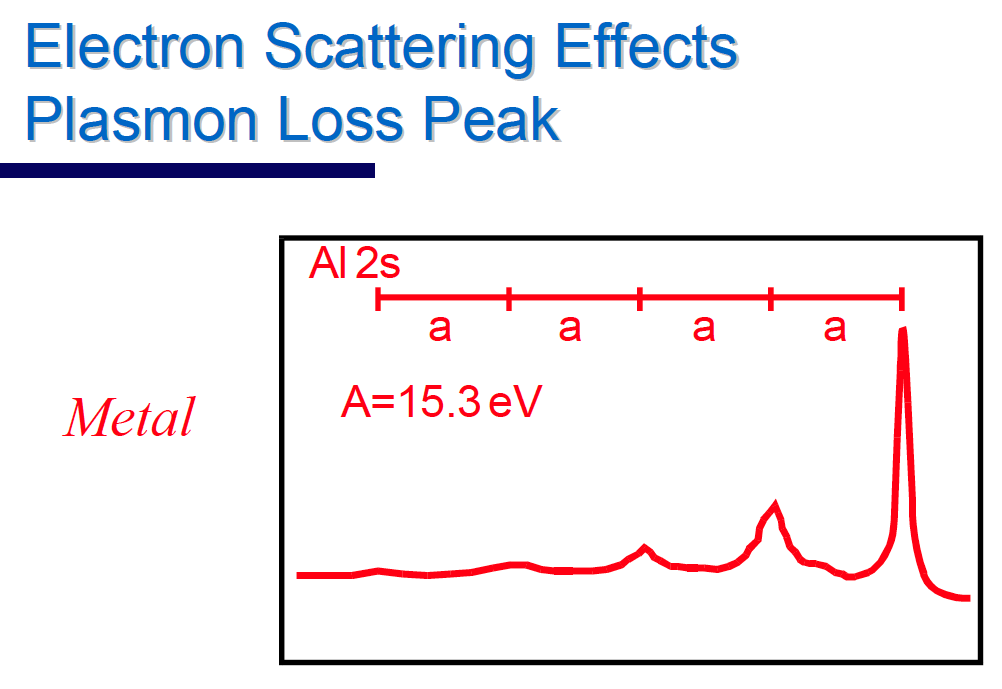 Electron Scattering Effects
Plasmon Loss Peak
Al 2s
a a a a
A=15.3 eV
Metal